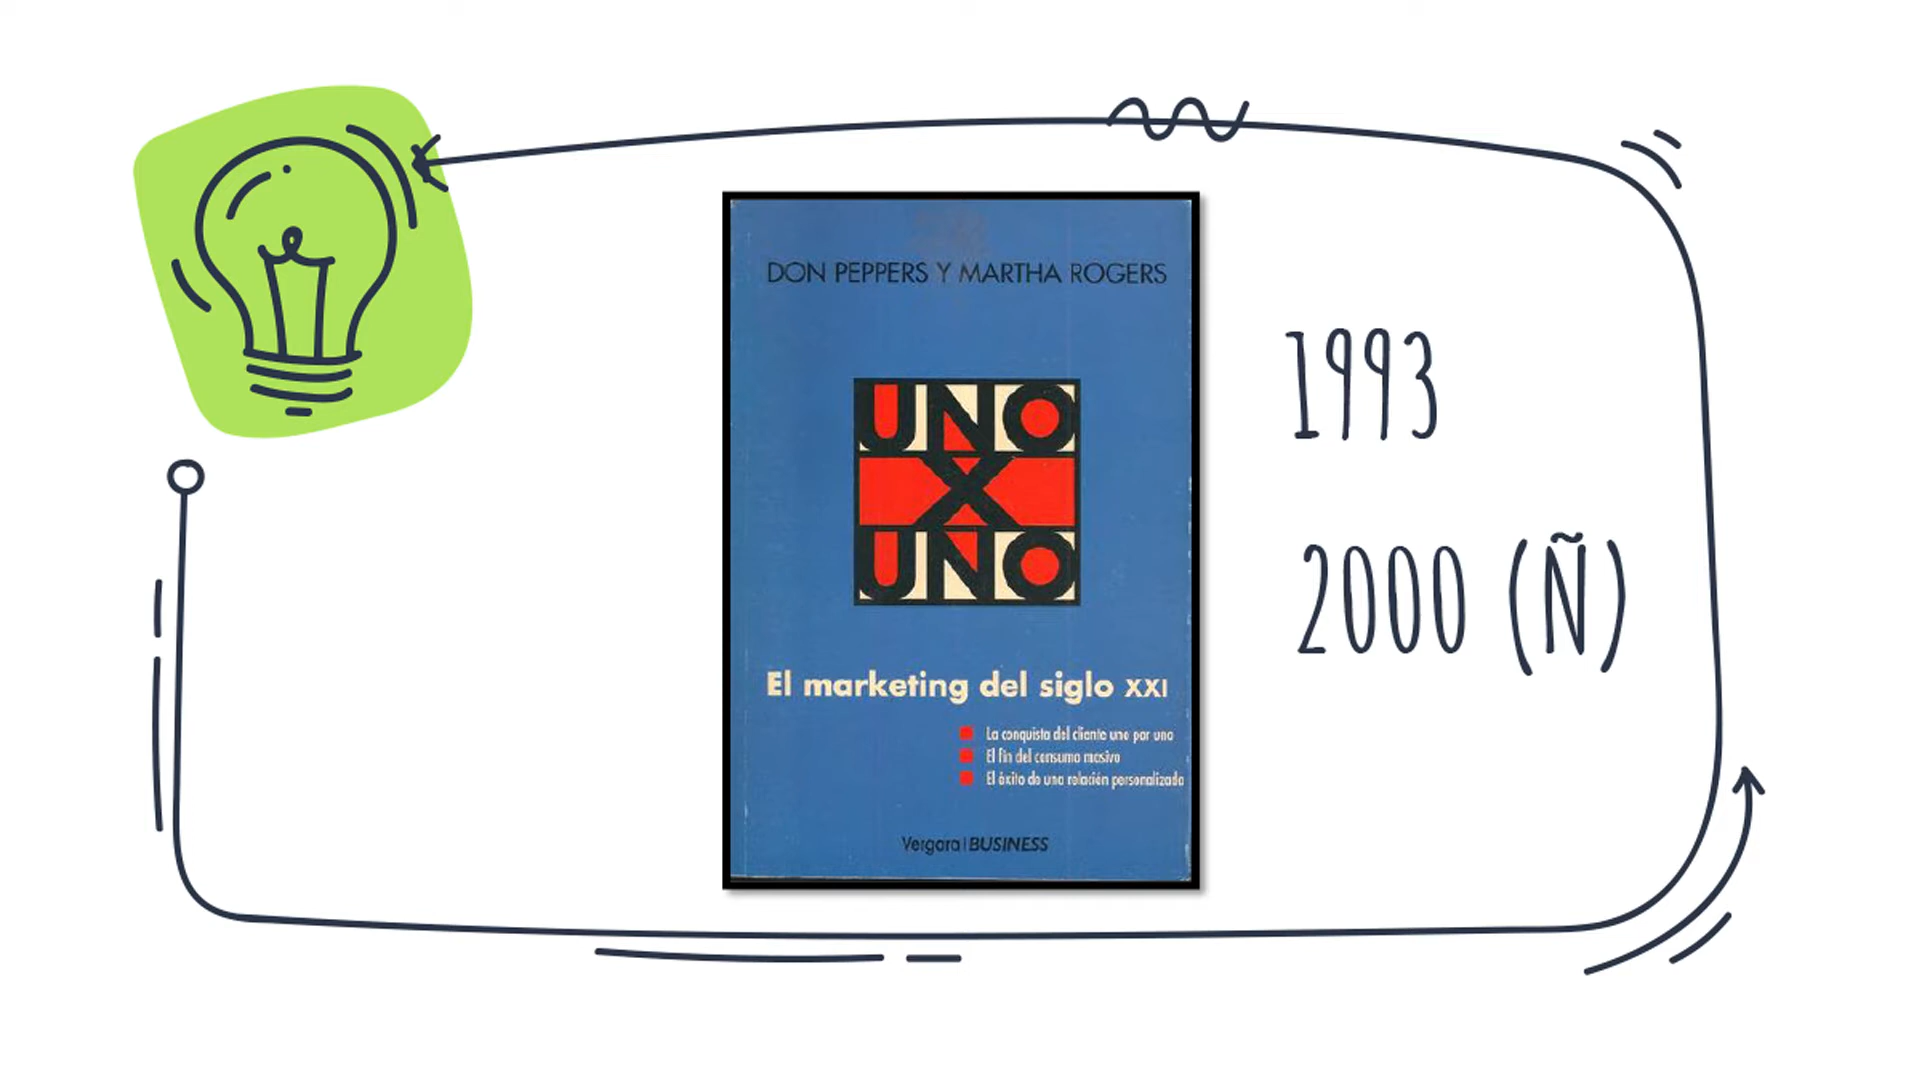 DON PEPPERS Y MARTHA ROGERS
UNO
X
UNO
El marketing del siglo XXI
La conquista del cliente uno por uno
El fin del consumo masivo
El éxito de una relación personalizada
Vergara | BUSINESS
1993
2000 (Ñ)